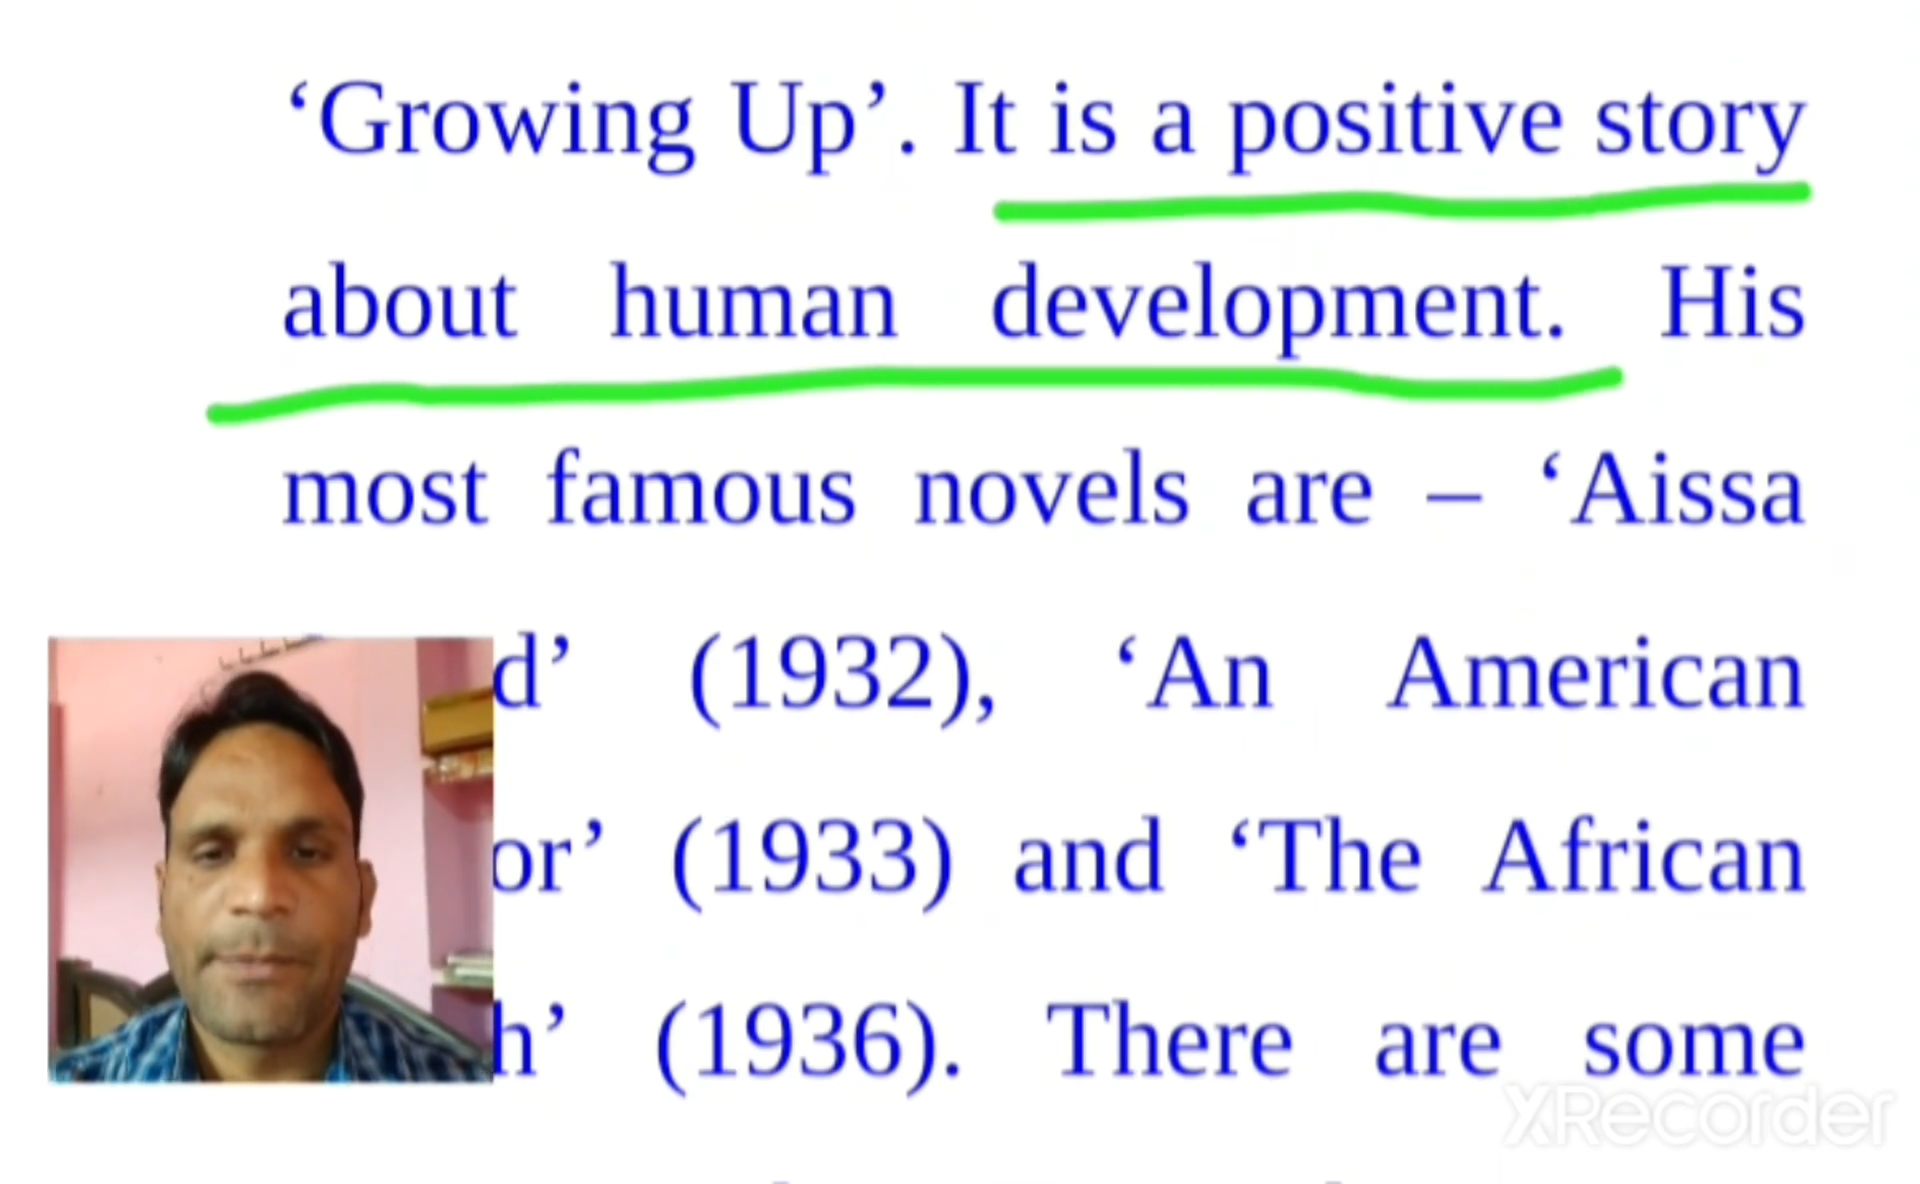 ‘Growing Up’. It is a positive story
about human development. His
most famous novels are – ‘Aissa
d’ (1932), ‘An American
or’ (1933) and ‘The African
h’ (1936). There are some
XRecorder